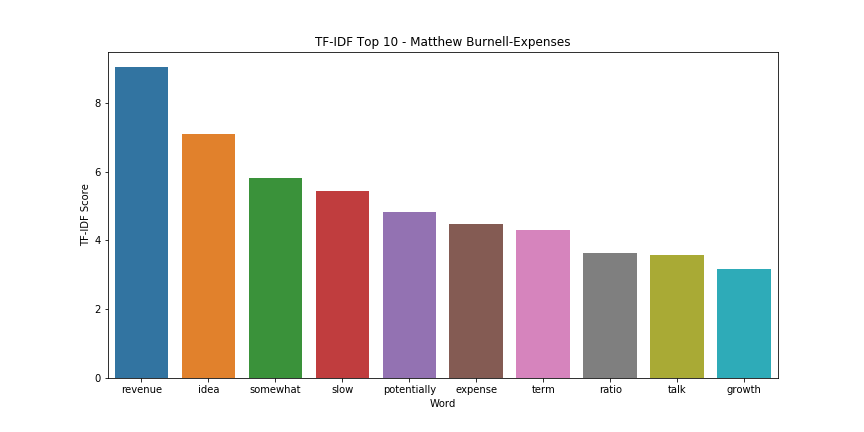 TF-IDF Top 10 - Matthew Burnell-Expenses
TF-IDF Score
8
6
4
2
0
revenue idea somewhat slow potentially expense term ratio talk growth
Word